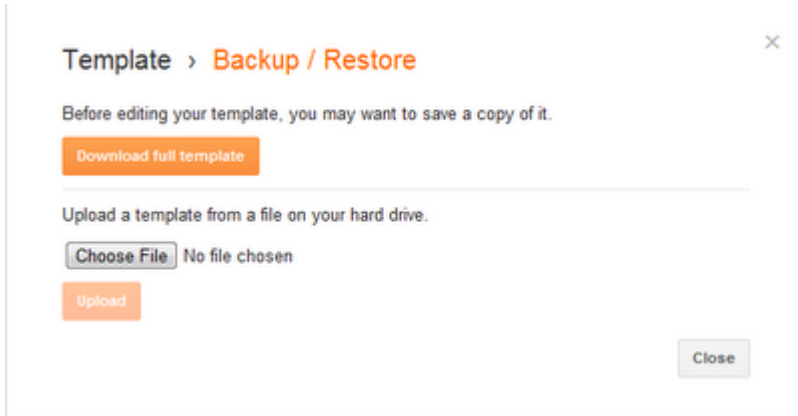 Template › Backup / Restore
Before editing your template, you may want to save a copy of it.
Download full template
Upload a template from a file on your hard drive.
Choose File No file chosen
Upload
Close